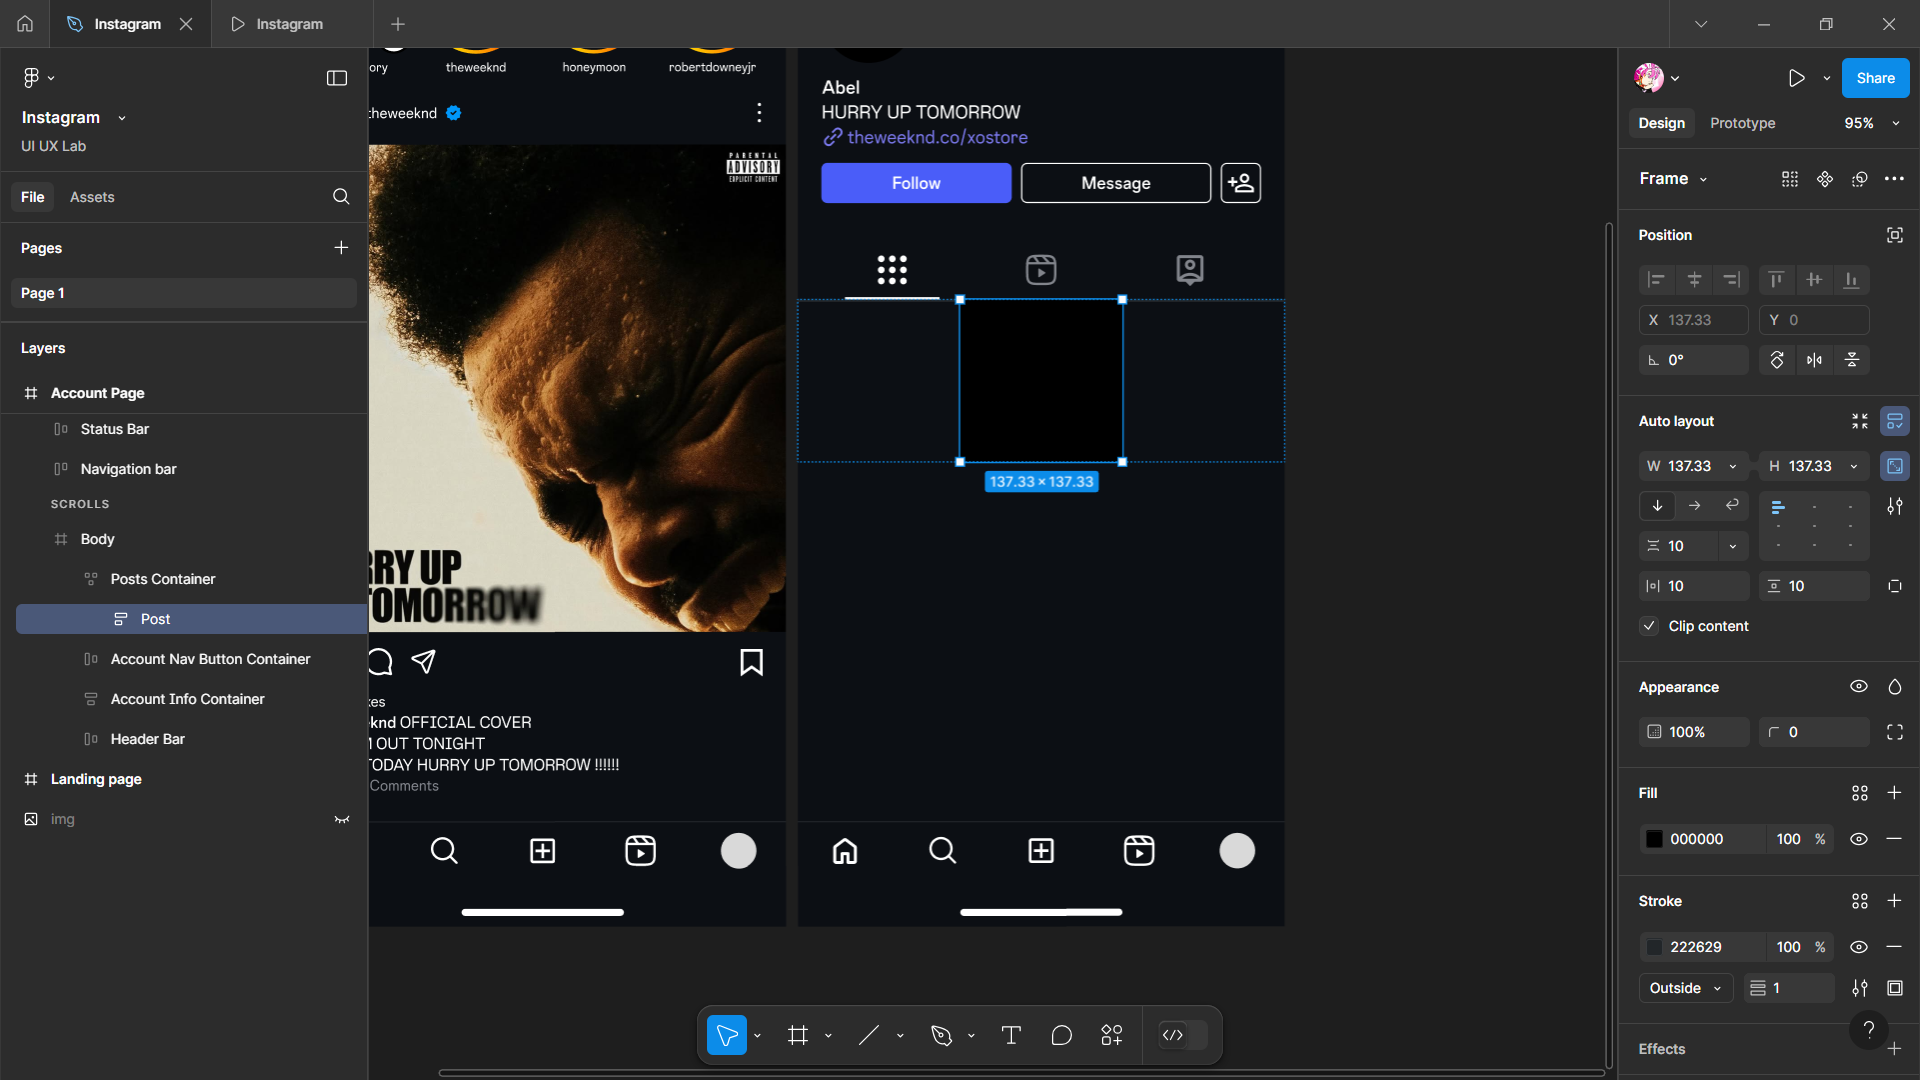 Instagram
Instagram
Share
Instagram
UI UX Lab
Design
Prototype
95%
File
Assets
Frame
Pages
Page 1
Position
X 137.33
Y 0
0°
Layers
Account Page
Status Bar
Navigation bar
SCROLLS
Body
Posts Container
Post
Account Nav Button Container
Account Info Container
Header Bar
Landing page
img
ory
theweeknd
honeymoon
robertdowneyjr
theweeknd
PARENTAL
ADVISORY
EXPLICIT CONTENT
RRY UP
TOMORROW
xes
eknd OFFICIAL COVER
OUT TONIGHT
TODAY HURRY UP TOMORROW !!!!!!
Comments
Abel
HURRY UP TOMORROW
theweeknd.co/xostore
Follow
Message
137.33 × 137.33
Auto layout
W 137.33
H 137.33
10
10
10
Clip content
Appearance
100%
0
Fill
000000
100 %
Stroke
222629
100 %
Outside
1
Effects
?